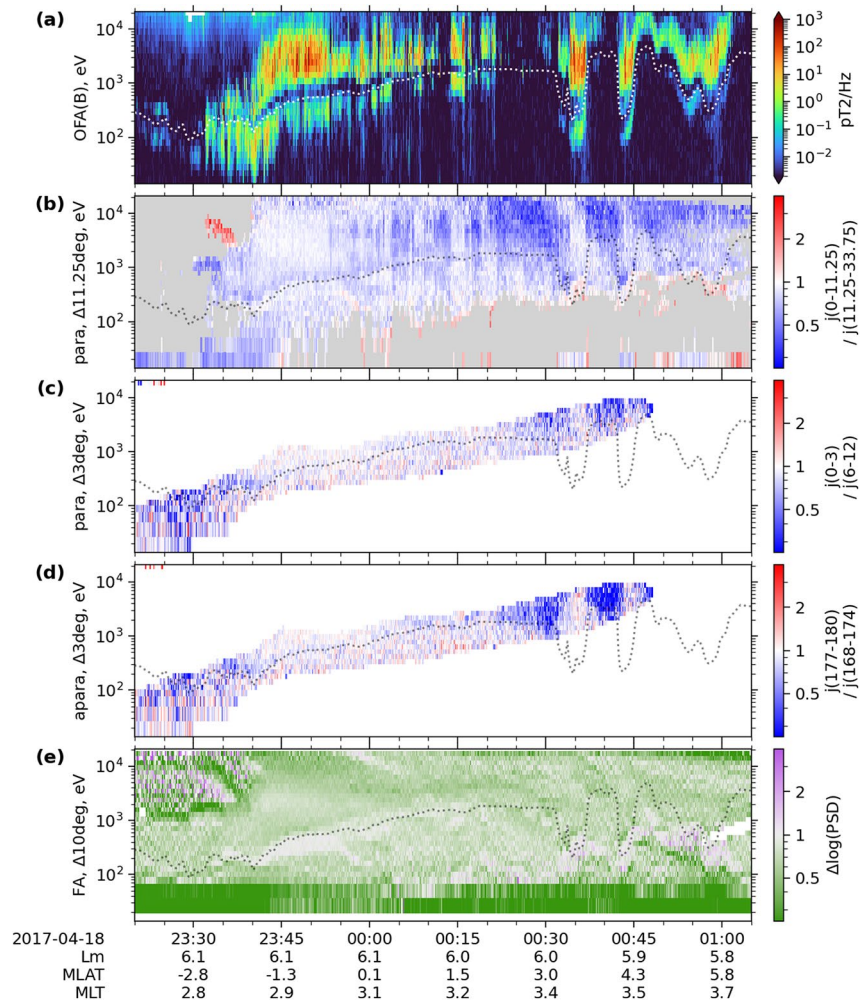 (a)
OFA(B), eV
10^4
10^3
10^2
10^3
10^2
10^1
10^0
10^-1
10^-2
pT2/Hz
(b)
para, Δ11.25deg, eV
10^4
10^3
10^2
2
1
0.5
j(0-11.25)
/ j(11.25-33.75)
(c)
para, Δ3deg, eV
10^4
10^3
10^2
2
1
0.5
j(0-3)
/ j(6-12)
(d)
apara, Δ3deg, eV
10^4
10^3
10^2
2
1
0.5
j(177-180)
/ j(168-174)
(e)
FA, Δ10deg, eV
10^4
10^3
10^2
2
1
0.5
Δlog(PSD)
2017-04-18 23:30 23:45 00:00 00:15 00:30 00:45 01:00
Lm 6.1 6.1 6.1 6.0 6.0 5.9 5.8
MLAT -2.8 -1.3 0.1 1.5 3.0 4.3 5.8
MLT 2.8 2.9 3.1 3.2 3.4 3.5 3.7